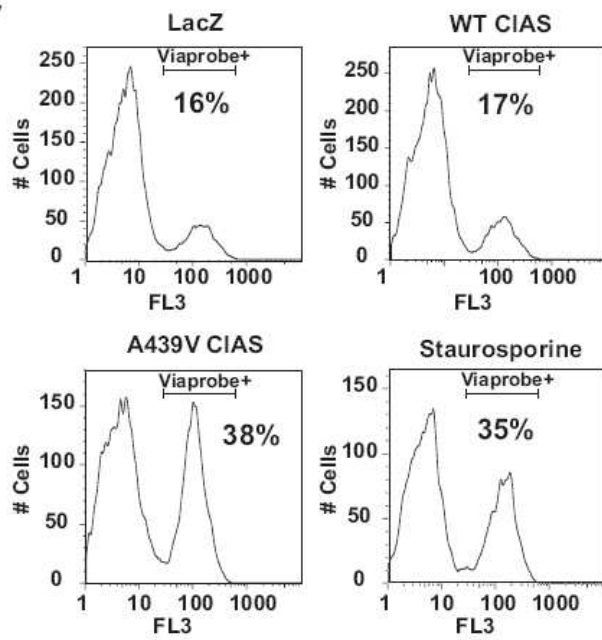 LacZ
Viaprobe+
16%
250
200
150
100
50
0
# Cells
1 10 100 1000
FL3
WT CIAS
Viaprobe+
17%
250
200
150
100
50
0
# Cells
1 100 1000
FL3
A439V CIAS
Viaprobe+
38%
150
100
50
0
# Cells
1 10 100 1000
FL3
Staurosporine
Viaprobe+
35%
150
100
50
0
# Cells
1 10 100 1000
FL3